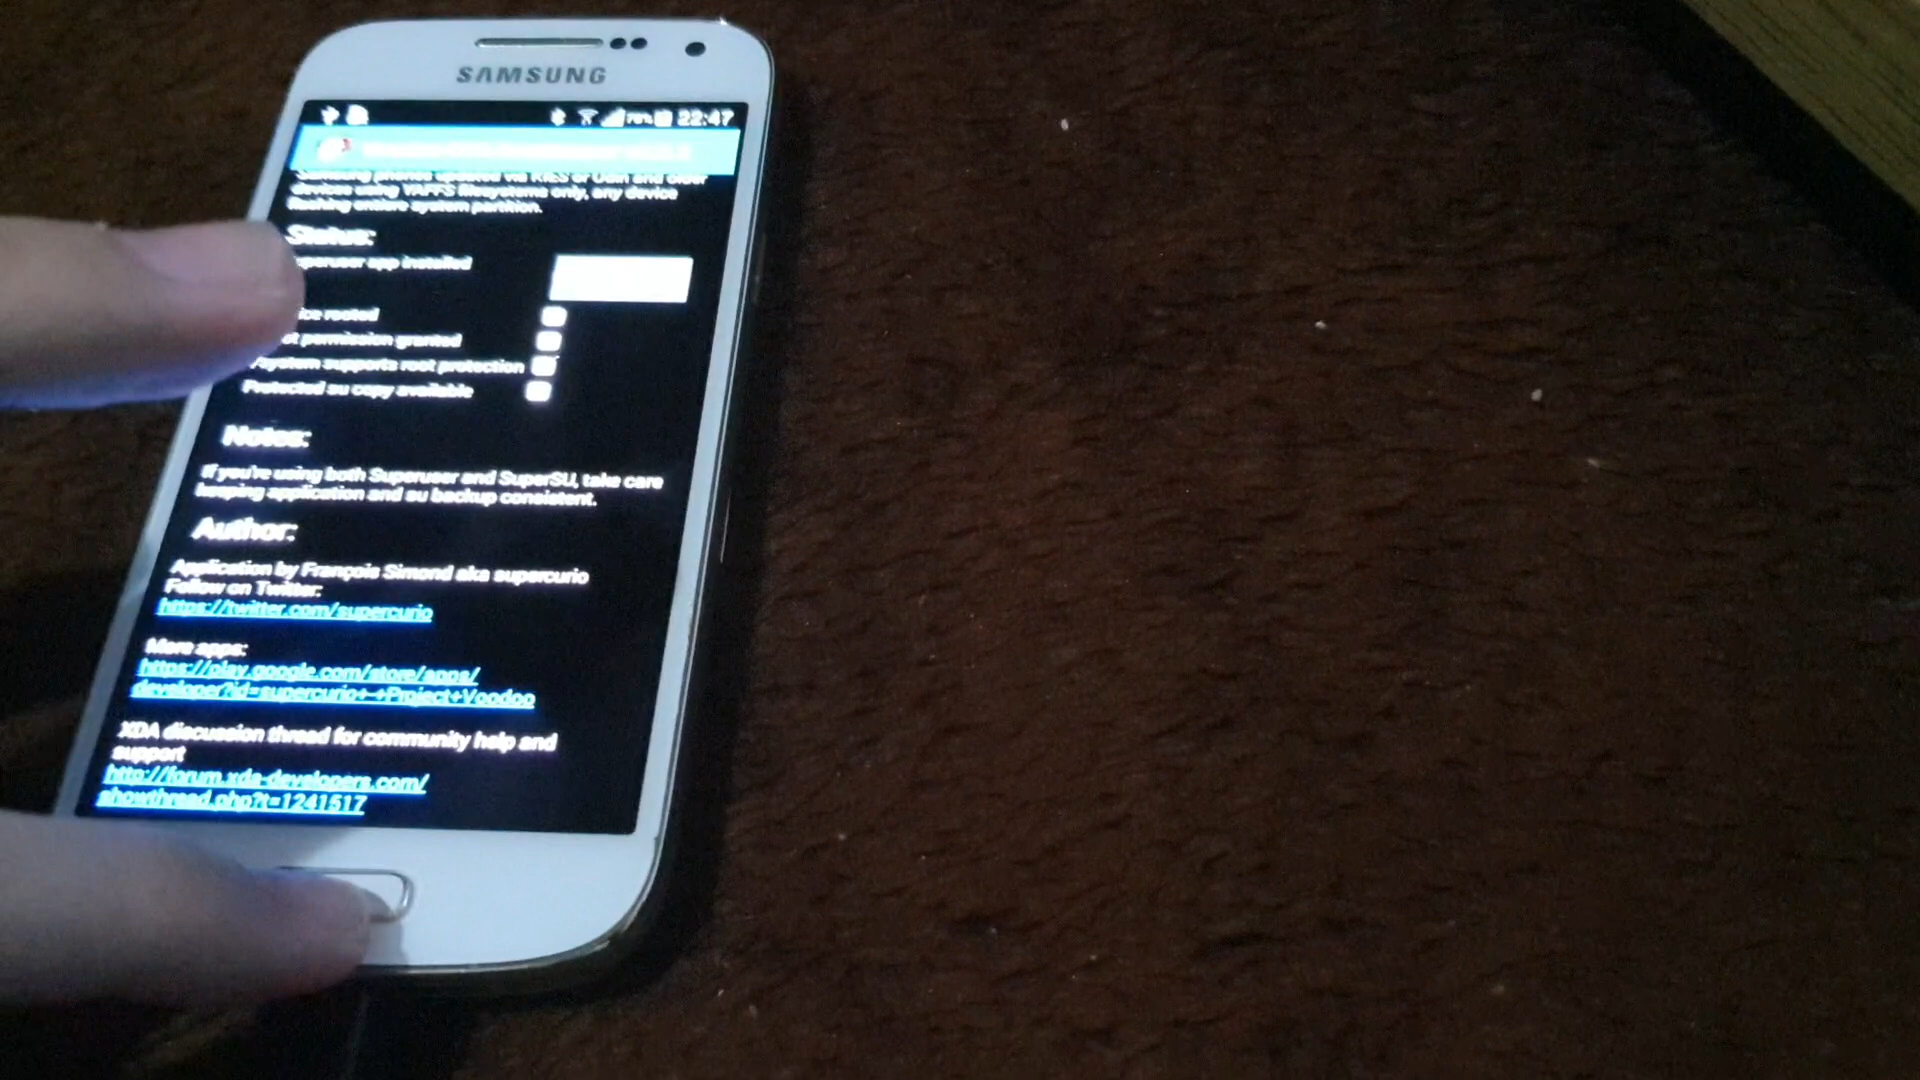 SAMSUNG
22:47
Samsung phones updated via KIES or Odin and older
devices using YAFFS filesystems only, any device
flashing entire system partition.
Status:
app installed
rooted
permission granted
/system supports root protection
Protected su copy available
Notes:
If you're using both Superuser and SuperSU, take care
keeping application and su backup consistent.
Author:
Application by François Simond aka supercurio
Follow on Twitter:
https://twitter.com/supercurio
More apps:
https://play.google.com/store/apps/
developer?id=supercurio+-+Project+Voodoo
XDA discussion thread for community help and
support
http://forum.xda-developers.com/
showthread.php?t=1241517